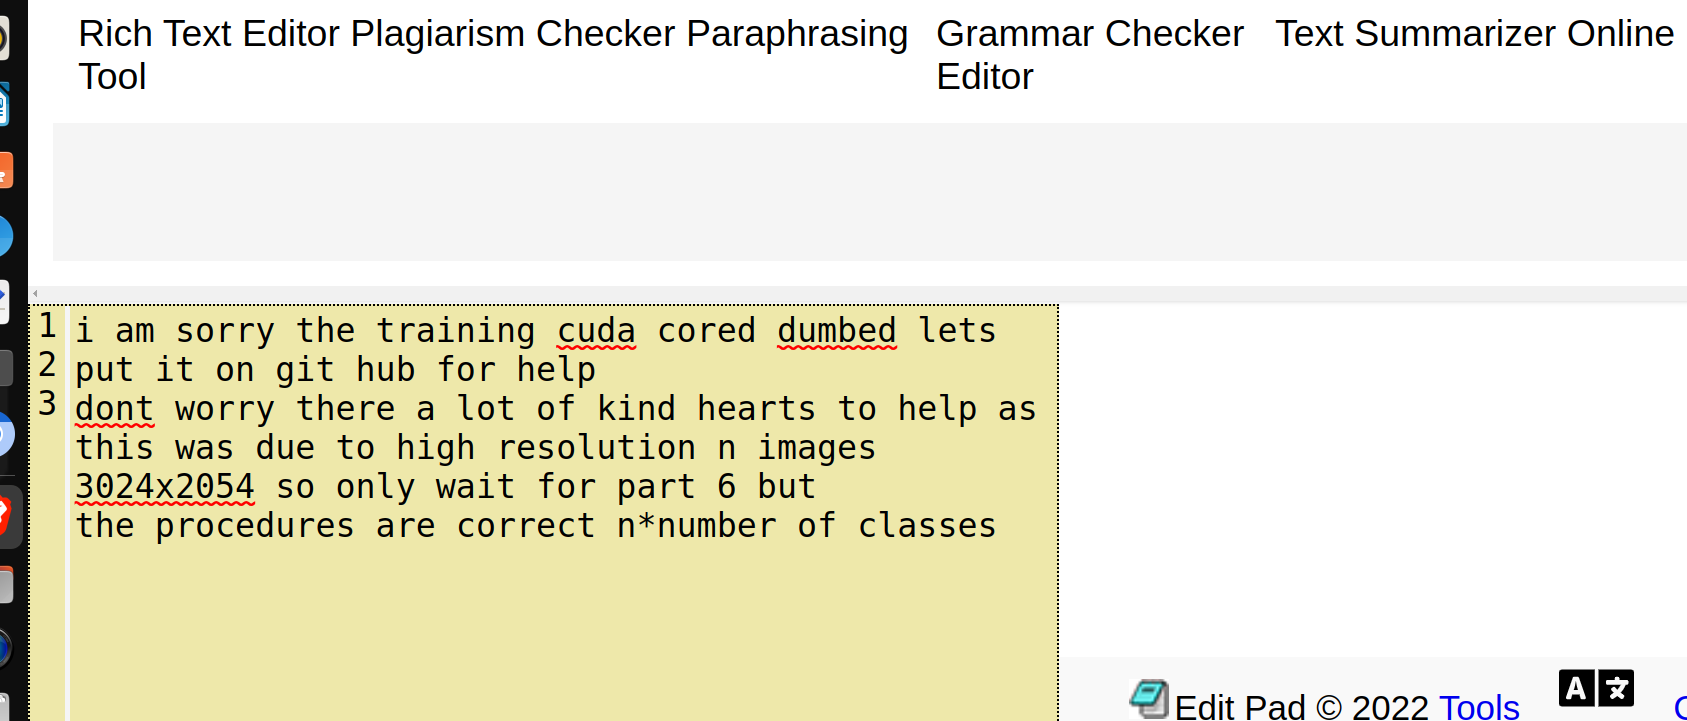 Rich Text Editor Plagiarism Checker Paraphrasing Tool
Grammar Checker Editor
Text Summarizer Online
1
2
3
i am sorry the training cuda cored dumbed lets
put it on git hub for help
dont worry there a lot of kind hearts to help as
this was due to high resolution n images
3024x2054 so only wait for part 6 but
the procedures are correct n*number of classes
Edit Pad © 2022 Tools
A 文